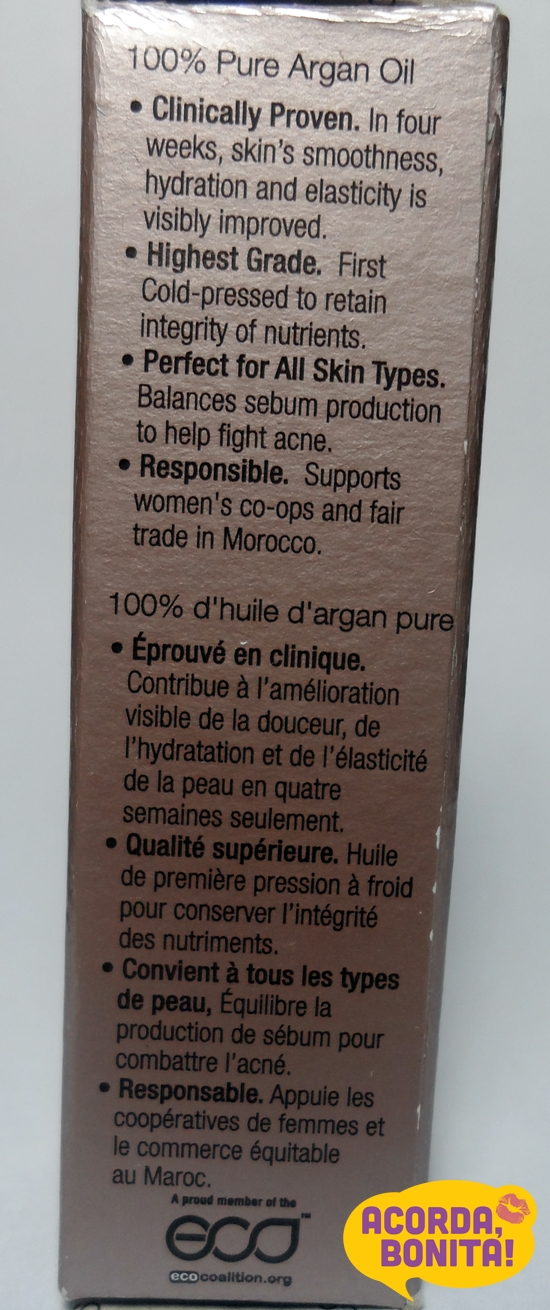 100% Pure Argan Oil
• Clinically Proven. In four
weeks, skin's smoothness,
hydration and elasticity is
visibly improved.
• Highest Grade. First
Cold-pressed to retain
integrity of nutrients.
• Perfect for All Skin Types.
Balances sebum production
to help fight acne.
• Responsible. Supports
women's co-ops and fair
trade in Morocco.
100% d'huile d'argan pure
• Éprouvé en clinique.
Contribue à l'amélioration
visible de la douceur, de
l'hydratation et de l'élasticité
de la peau en quatre
semaines seulement.
• Qualité supérieure. Huile
de première pression à froid
pour conserver l'intégrité
des nutriments.
• Convient à tous les types
de peau, Équilibre la
production de sébum pour
combattre l'acné.
• Responsable. Appuie les
coopératives de femmes et
le commerce équitable
au Maroc.
A proud member of the
eco™
ecocoalition.org
ACORDA,
BONITA!